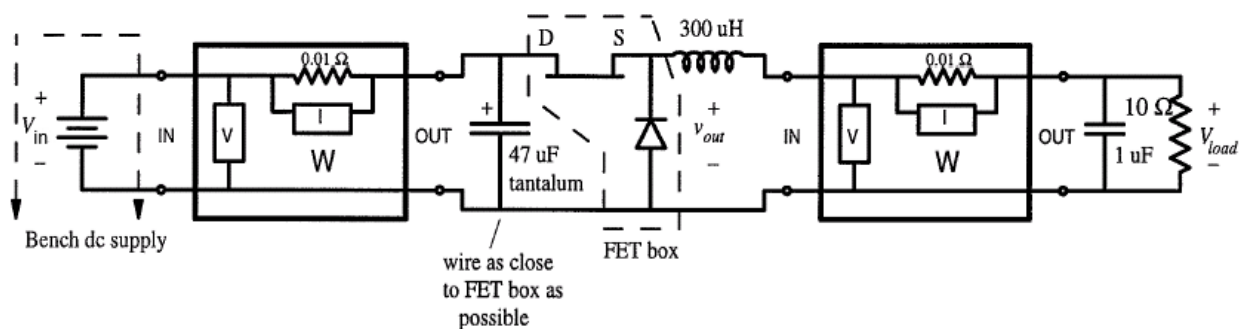 D
S
300 uH
0.01 Ω
0.01 Ω
+
V_in
−
IN
V
I
W
OUT
+
47 uF
tantalum
+
v_out
−
IN
V
I
W
OUT
10 Ω
1 uF
+
V_load
−
Bench dc supply
wire as close
to FET box as
possible
FET box